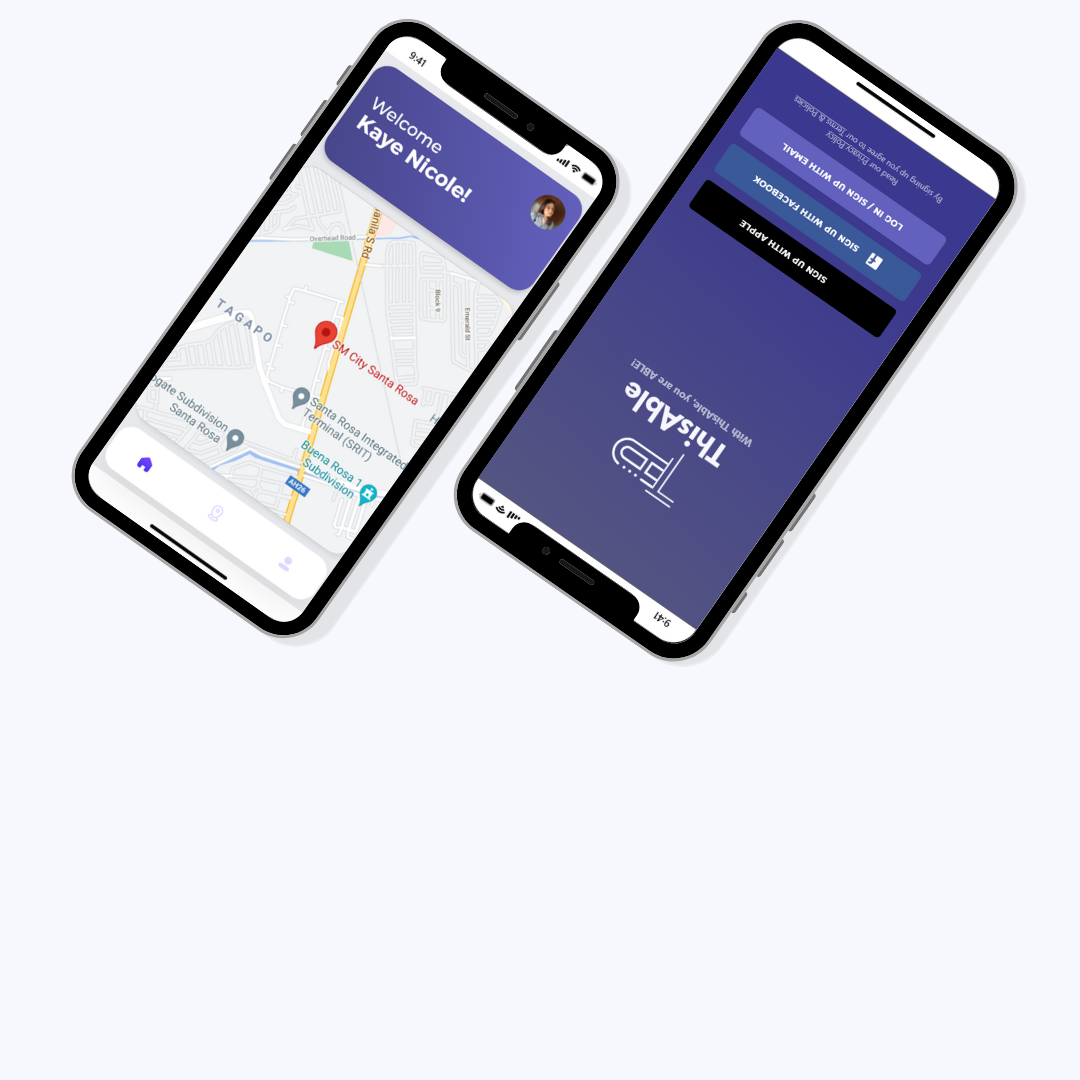 9:41
Welcome
Kaye Nicole!
Manila S Rd
Overhead Road
Block 9
Emerald St
TAGAPO
SM City Santa Rosa
Santa Rosa Integrated
Terminal (SRIT)
Subdivision
Santa Rosa
Buena Rosa 1
Subdivision
AH26
9:41
ThisAble
With ThisAble, you are ABLE!
SIGN UP WITH APPLE
SIGN UP WITH FACEBOOK
LOG IN / SIGN UP WITH EMAIL
By signing up you agree to our Terms & Policies
Read our Privacy Policy